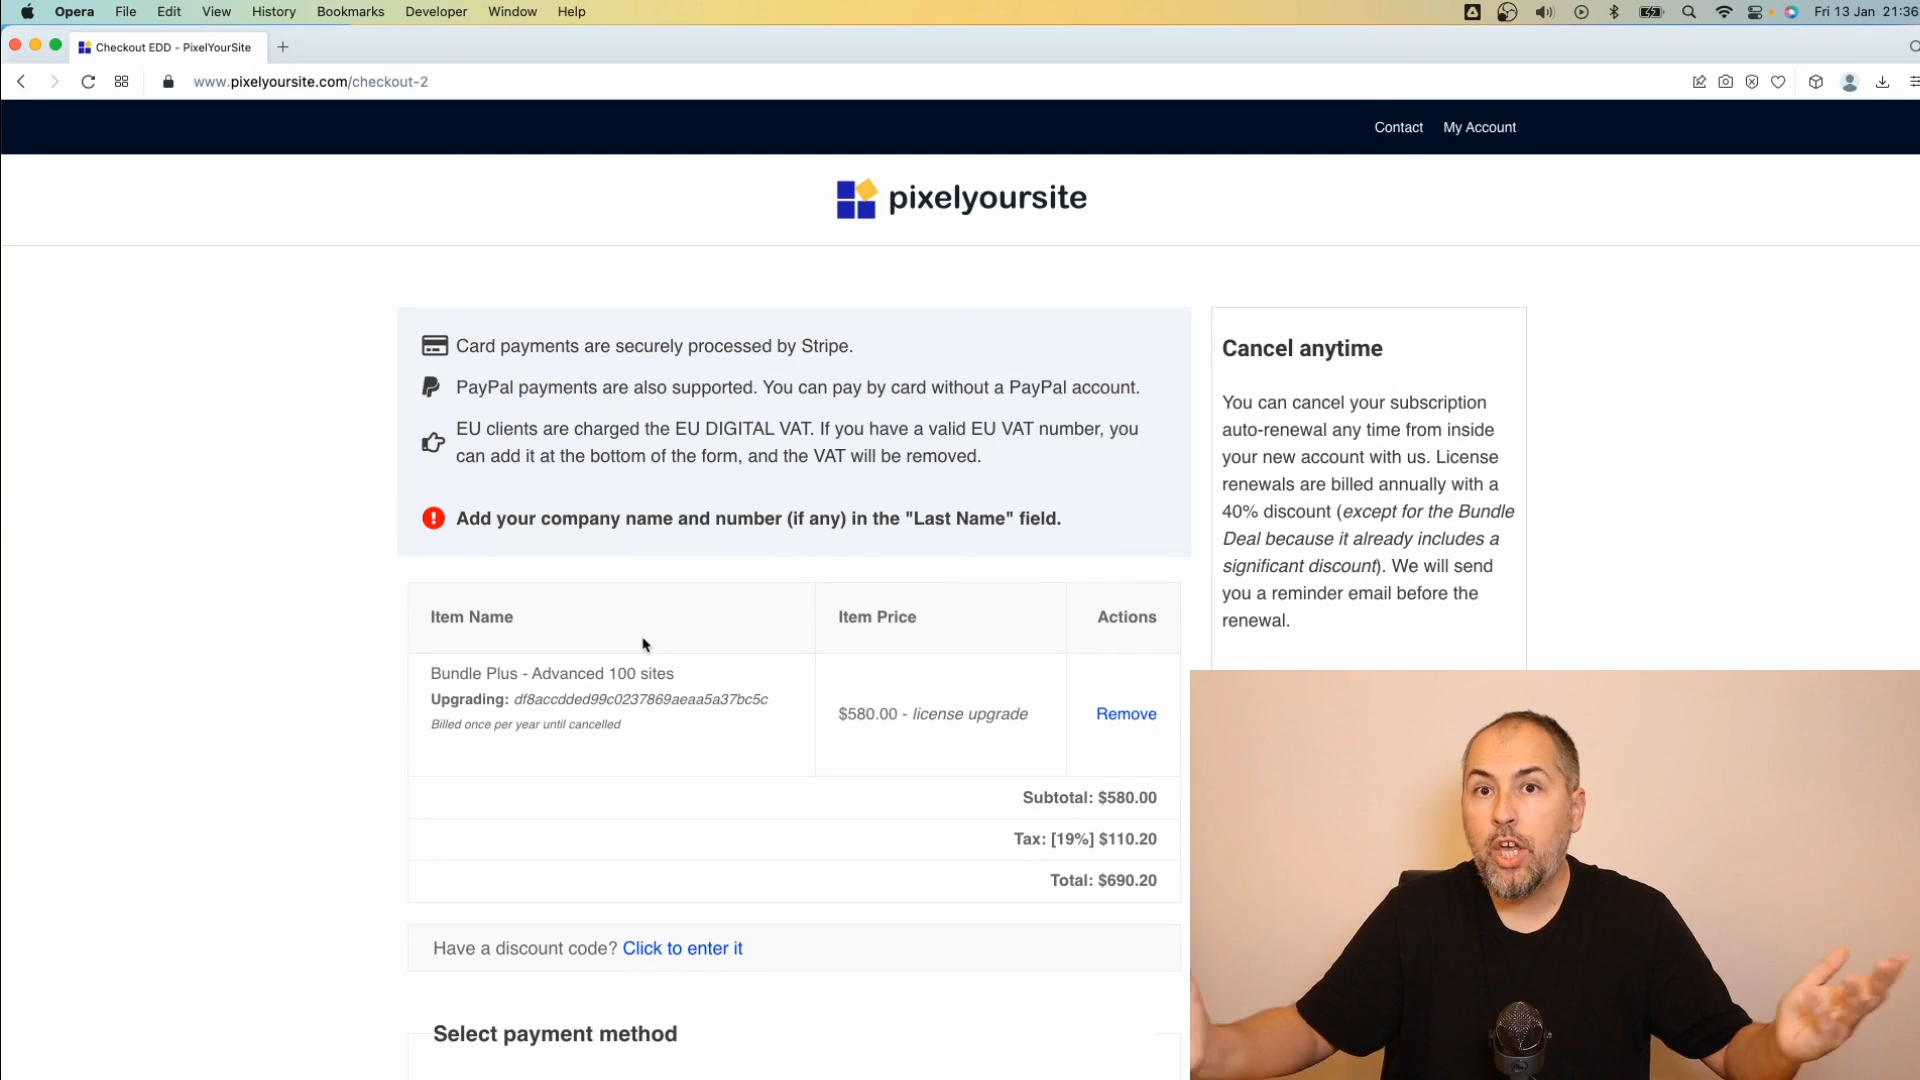 Opera File Edit View History Bookmarks Developer Window Help Fri 13 Jan 21:36
Checkout EDD - PixelYourSite
www.pixelyoursite.com/checkout-2
Contact My Account
pixelyoursite
Card payments are securely processed by Stripe.
PayPal payments are also supported. You can pay by card without a PayPal account.
EU clients are charged the EU DIGITAL VAT. If you have a valid EU VAT number, you
can add it at the bottom of the form, and the VAT will be removed.
Add your company name and number (if any) in the "Last Name" field.
Cancel anytime
You can cancel your subscription
auto-renewal any time from inside
your new account with us. License
renewals are billed annually with a
40% discount (except for the Bundle
Deal because it already includes a
significant discount). We will send
you a reminder email before the
renewal.
Item Name Item Price Actions
Bundle Plus - Advanced 100 sites
Upgrading: df8accdded99c0237869aeaa5a37bc5c
Billed once per year until cancelled
$580.00 - license upgrade
Remove
Subtotal: $580.00
Tax: [19%] $110.20
Total: $690.20
Have a discount code? Click to enter it
Select payment method